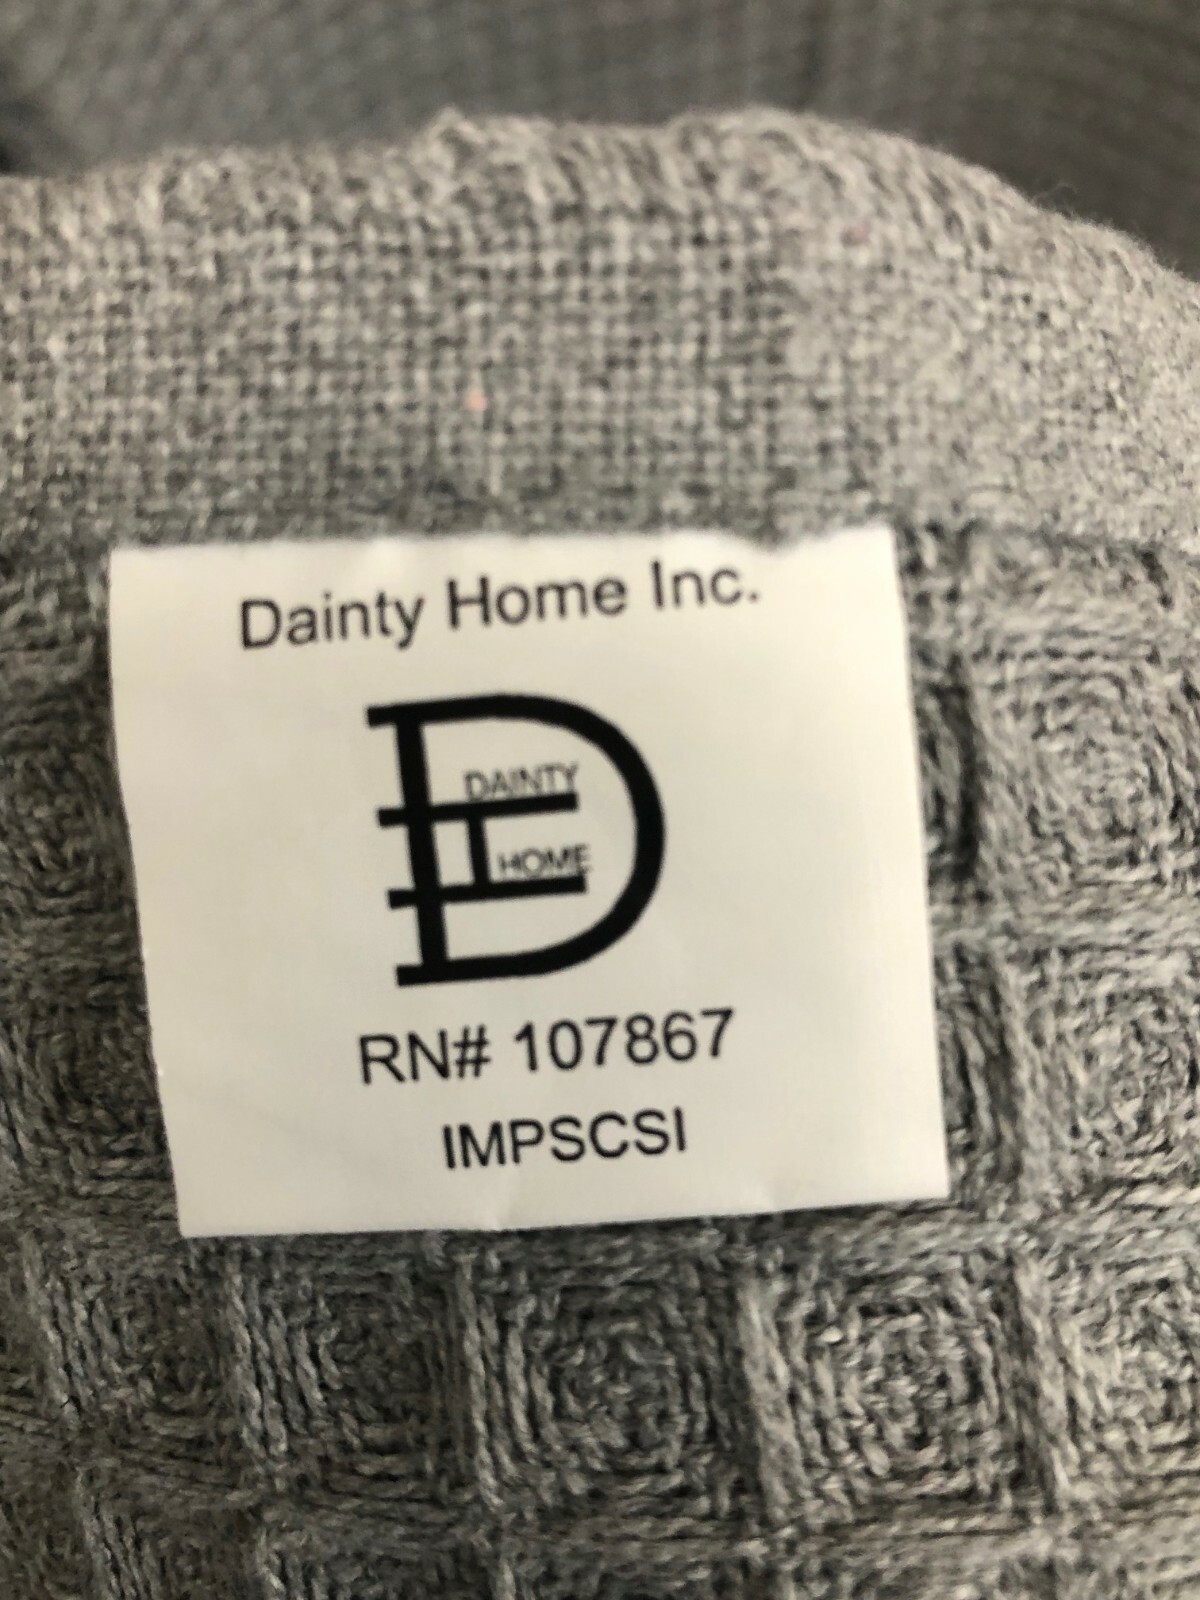 Dainty Home Inc.
DAINTY
HOME
RN# 107867
IMPSCSI